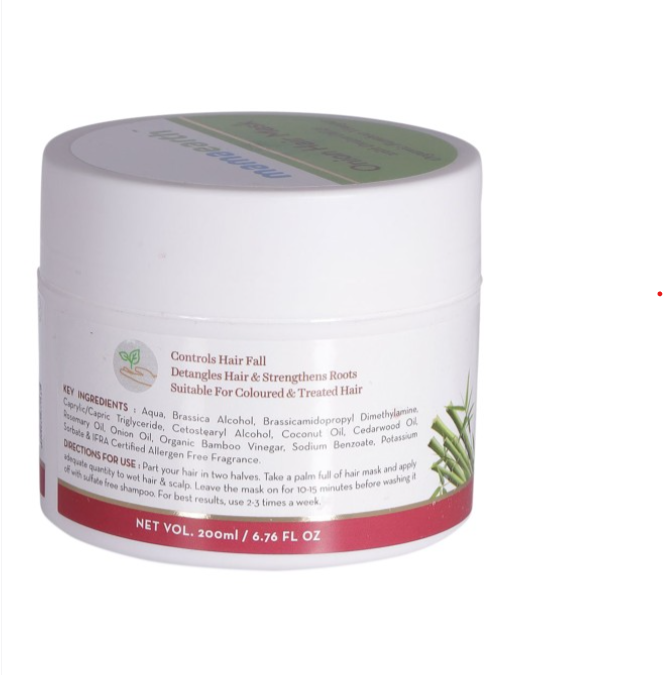 mamaearth
Onion Hair Mask
Controls Hair Fall
Detangles Hair & Strengthens Roots
Suitable For Coloured & Treated Hair
KEY INGREDIENTS : Aqua, Brassica Alcohol, Brassicamidopropyl Dimethylamine,
Caprylic/Capric Triglyceride, Cetostearyl Alcohol, Coconut Oil, Cedarwood Oil,
Rosemary Oil, Onion Oil, Organic Bamboo Vinegar, Sodium Benzoate, Potassium
Sorbate & IFRA Certified Allergen Free Fragrance.
DIRECTIONS FOR USE : Part your hair in two halves. Take a palm full of hair mask and apply
adequate quantity to wet hair & scalp. Leave the mask on for 10-15 minutes before washing it
off with sulfate free shampoo. For best results, use 2-3 times a week.
NET VOL. 200ml / 6.76 FL OZ